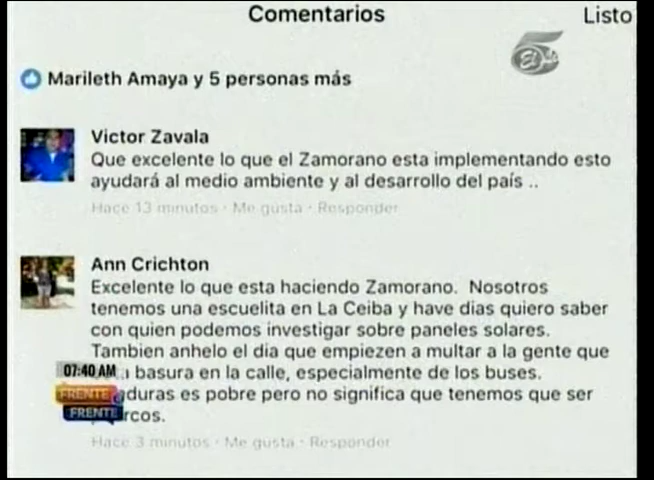 Comentarios
Listo
5
El
Marileth Amaya y 5 personas más
Victor Zavala
Que excelente lo que el Zamorano esta implementando esto
ayudará al medio ambiente y al desarrollo del país ..
Hace 13 minutos · Me gusta · Responder
Ann Crichton
Excelente lo que esta haciendo Zamorano. Nosotros
tenemos una escuelita en La Ceiba y have dias quiero saber
con quien podemos investigar sobre paneles solares.
Tambien anhelo el dia que empiezen a multar a la gente que
07:40 AM
basura en la calle, especialmente de los buses.
FRENTE
duras es pobre pero no significa que tenemos que ser
FRENTE
rcos.
Hace 3 minutos · Me gusta · Responder